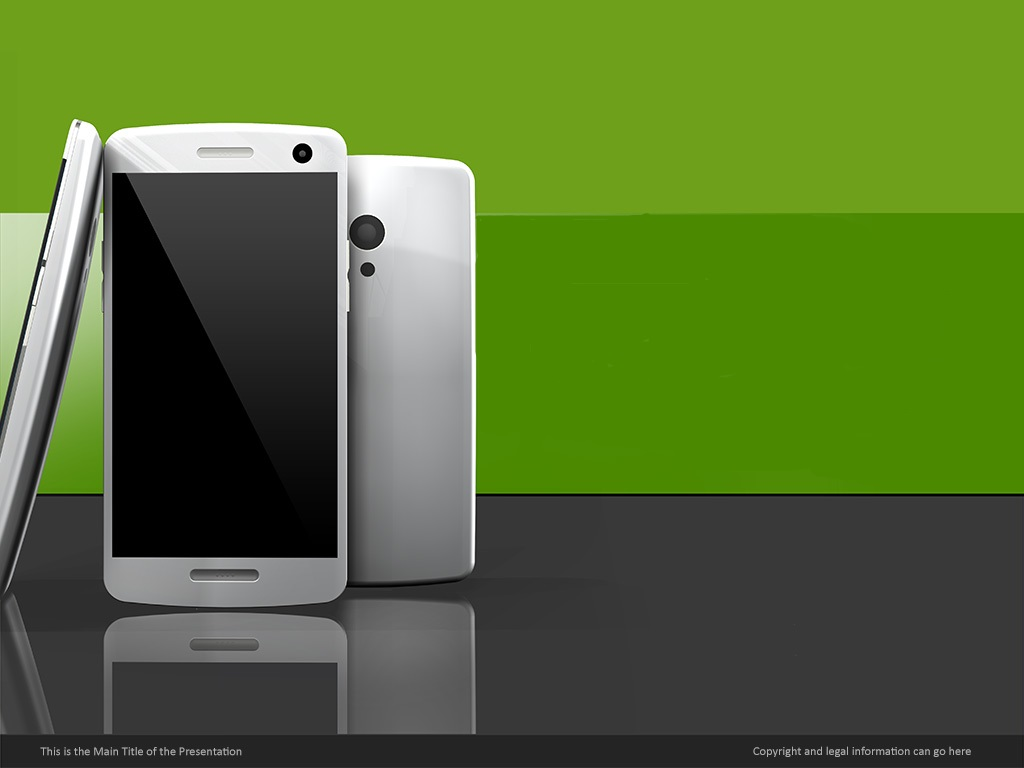 This is the Main Title of the Presentation
Copyright and legal information can go here